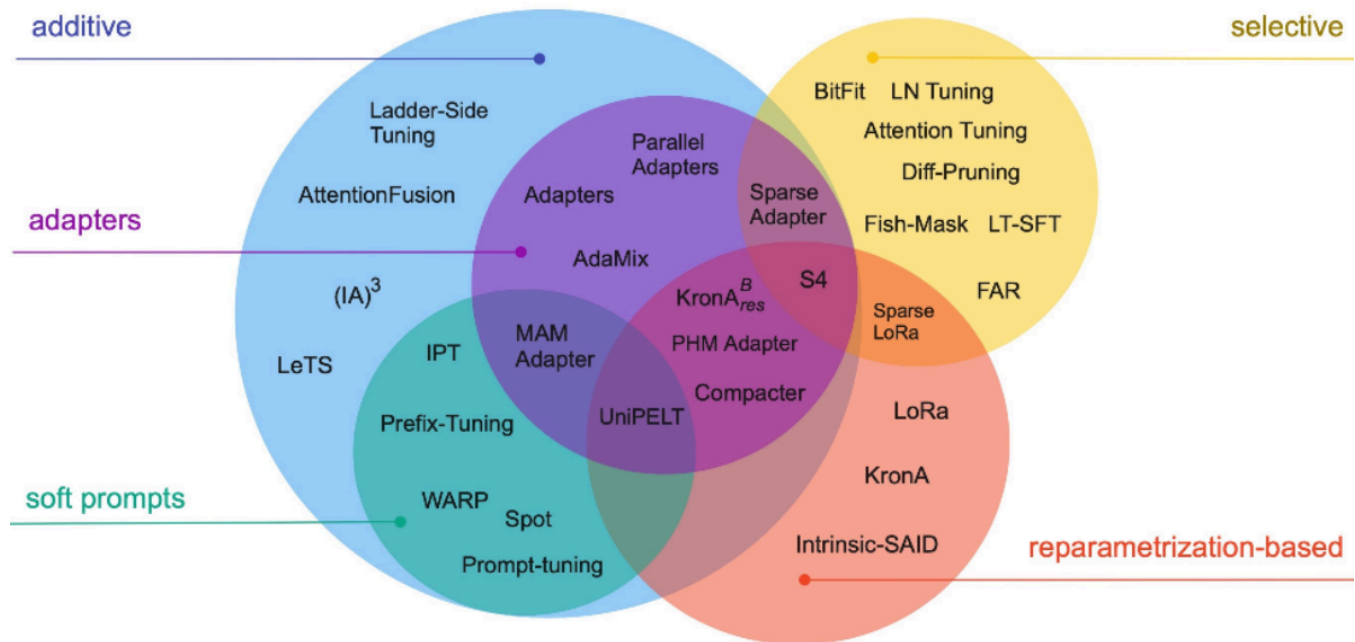 additive
selective
BitFit LN Tuning
Ladder-Side
Tuning
Attention Tuning
Parallel
Adapters
Diff-Pruning
AttentionFusion
Adapters
Sparse
Adapter
adapters
Fish-Mask LT-SFT
AdaMix
S4
FAR
(IA)³
KronA^B_res
Sparse
LoRa
MAM
Adapter
IPT
PHM Adapter
LeTS
Compacter
UniPELT
LoRa
Prefix-Tuning
KronA
soft prompts
WARP
Spot
Intrinsic-SAID
reparametrization-based
Prompt-tuning